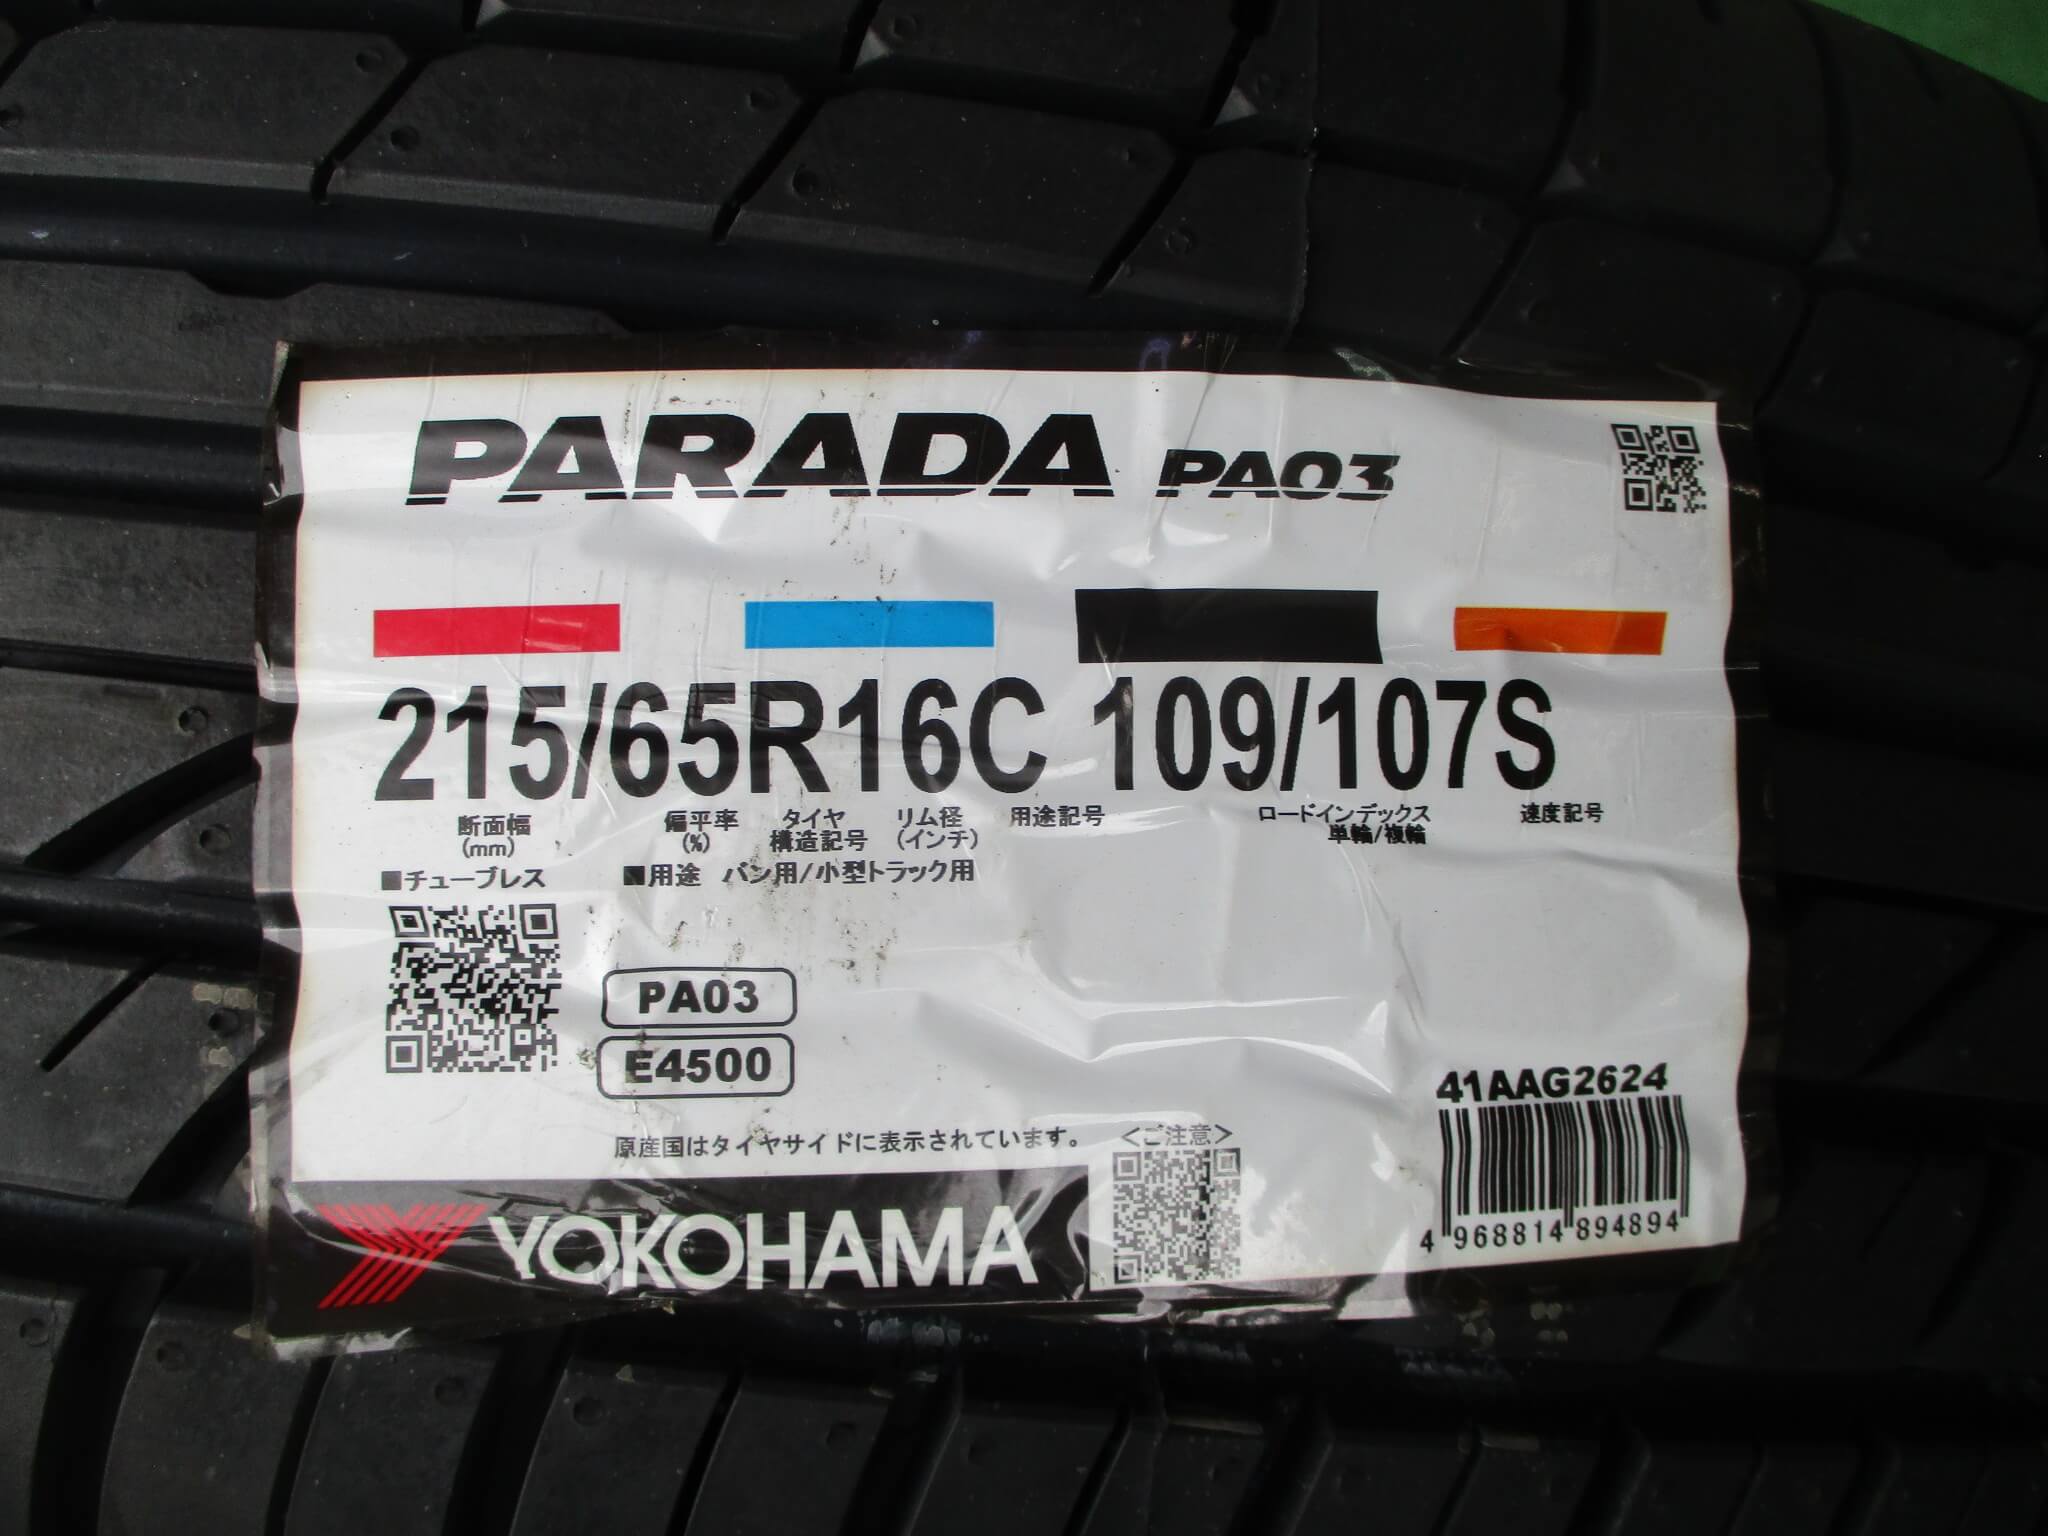 PARADA PA03
215/65R16C 109/107S
断面幅 (mm)
偏平率 (%)
タイヤ 構造記号
リム径 (インチ)
用途記号
ロードインデックス 単輪/複輪
速度記号
■チューブレス ■用途 バン用/小型トラック用
PA03
E4500
41AAG2624
原産国はタイヤサイドに表示されています。
<ご注意>
4 968814 894894
YOKOHAMA